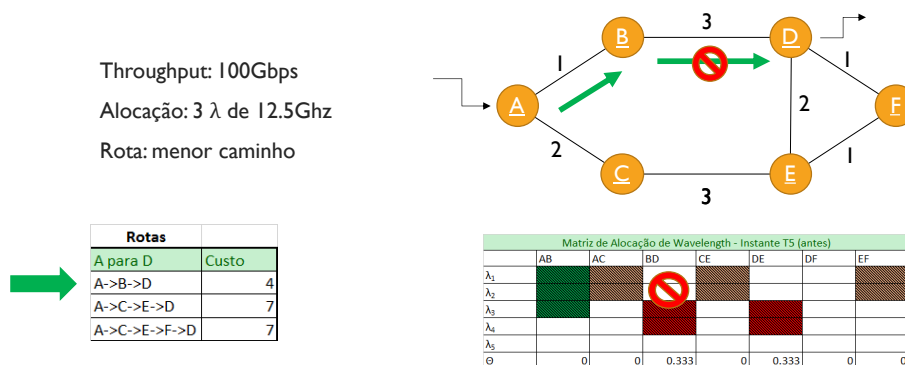 Throughput: 100Gbps
Alocação: 3 λ de 12.5Ghz
Rota: menor caminho
A
B
C
D
E
F
1
2
3
3
2
1
1
Rotas
A para D Custo
A->B->D 4
A->C->E->D 7
A->C->E->F->D 7
Matriz de Alocação de Wavelength - Instante T5 (antes)
AB AC BD CE DE DF EF
λ1
λ2
λ3
λ4
λ5
Θ 0 0 0.333 0 0.333 0 0